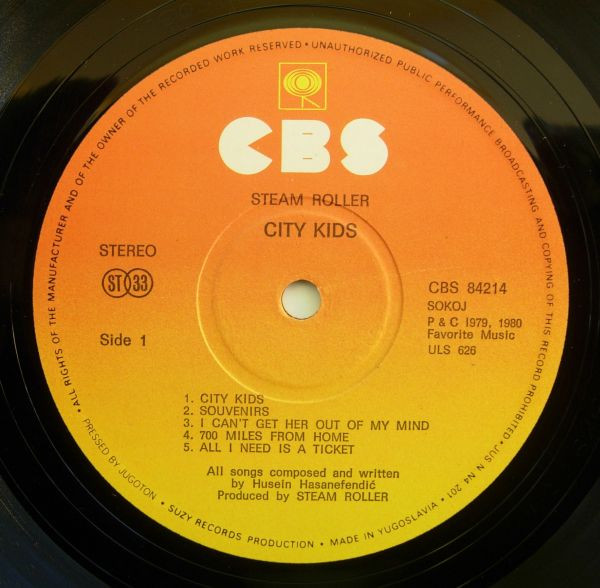 • ALL RIGHTS OF THE MANUFACTURER AND OF THE OWNER OF THE RECORDED WORK RESERVED • UNAUTHORIZED PUBLIC PERFORMANCE BROADCASTING AND COPYING OF THIS RECORD PROHIBITED • JUS N N4 201
CBS
STEAM ROLLER
CITY KIDS
STEREO
ST 33
Side 1
CBS 84214
SOKOJ
P & C 1979, 1980
Favorite Music
ULS 626
1. CITY KIDS
2. SOUVENIRS
3. I CAN'T GET HER OUT OF MY MIND
4. 700 MILES FROM HOME
5. ALL I NEED IS A TICKET
All songs composed and written
by Husein Hasanefendić
Produced by STEAM ROLLER
PRESSED BY JUGOTON • SUZY RECORDS PRODUCTION • MADE IN YUGOSLAVIA •